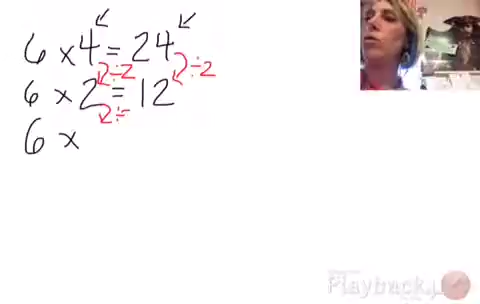 6 x 4 = 24
÷2 ÷2
6 x 2 = 12
÷
6 x
Playback